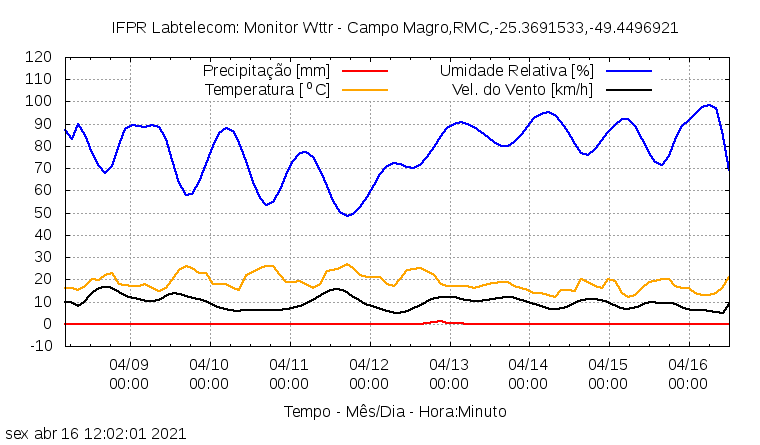 IFPR Labtelecom: Monitor Wttr - Campo Magro,RMC,-25.3691533,-49.4496921
120
110
100
90
80
70
60
50
40
30
20
10
0
-10
Precipitação [mm]
Temperatura [⁰C]
Umidade Relativa [%]
Vel. do Vento [km/h]
04/09 04/10 04/11 04/12 04/13 04/14 04/15 04/16
00:00 00:00 00:00 00:00 00:00 00:00 00:00 00:00
Tempo - Mês/Dia - Hora:Minuto
sex abr 16 12:02:01 2021